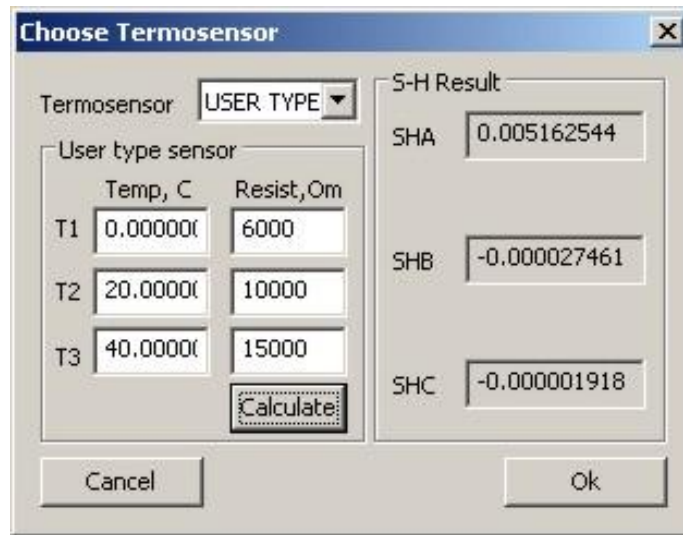 Choose Termosensor
Termosensor USER TYPE
User type sensor
Temp, C Resist,Om
T1 0.000000 6000
T2 20.00000 10000
T3 40.00000 15000
Calculate
S-H Result
SHA 0.005162544
SHB -0.000027461
SHC -0.000001918
Cancel
Ok